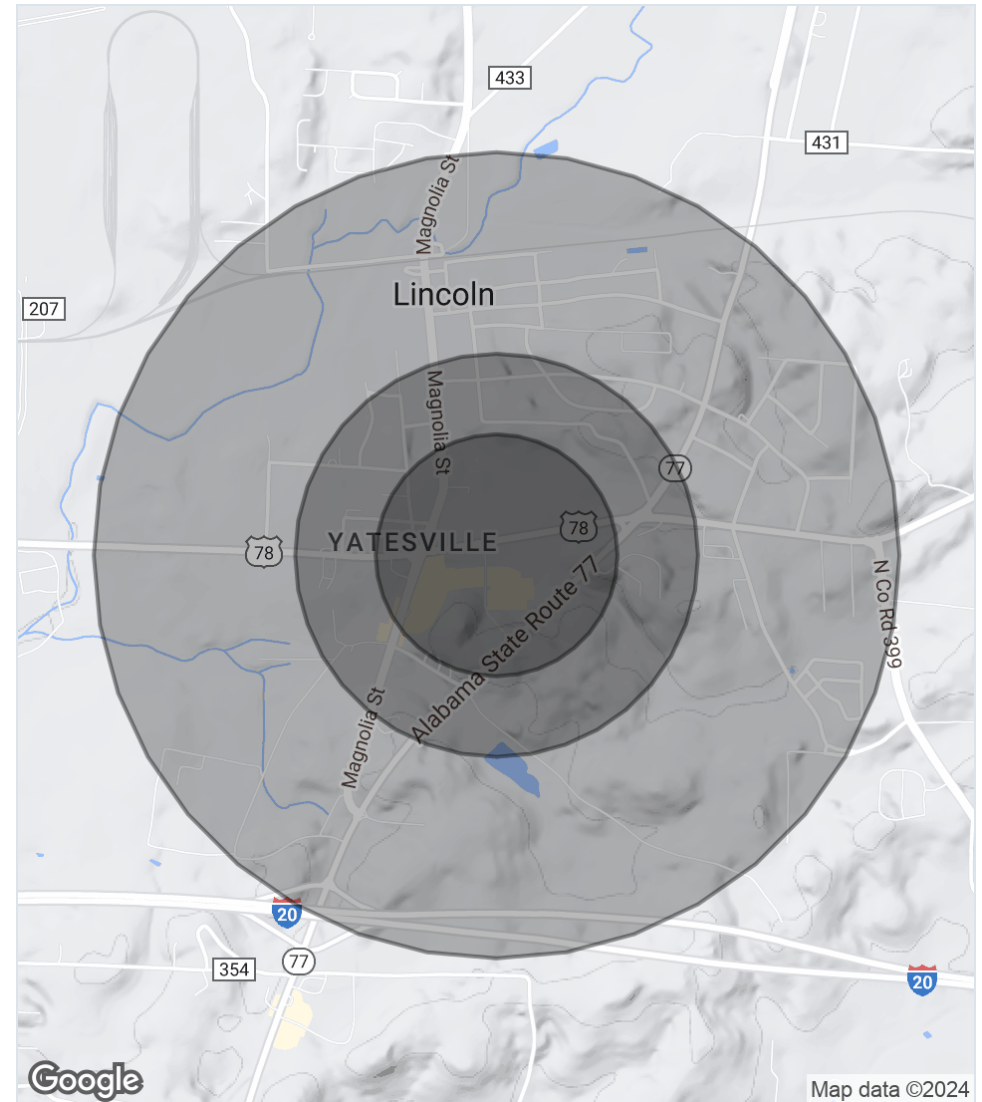 433
431
Magnolia St
Lincoln
207
Magnolia St
77
78
YATESVILLE
78
Alabama State Route 77
N Co Rd 399
Magnolia St
20
77
354
20
Google
Map data ©2024